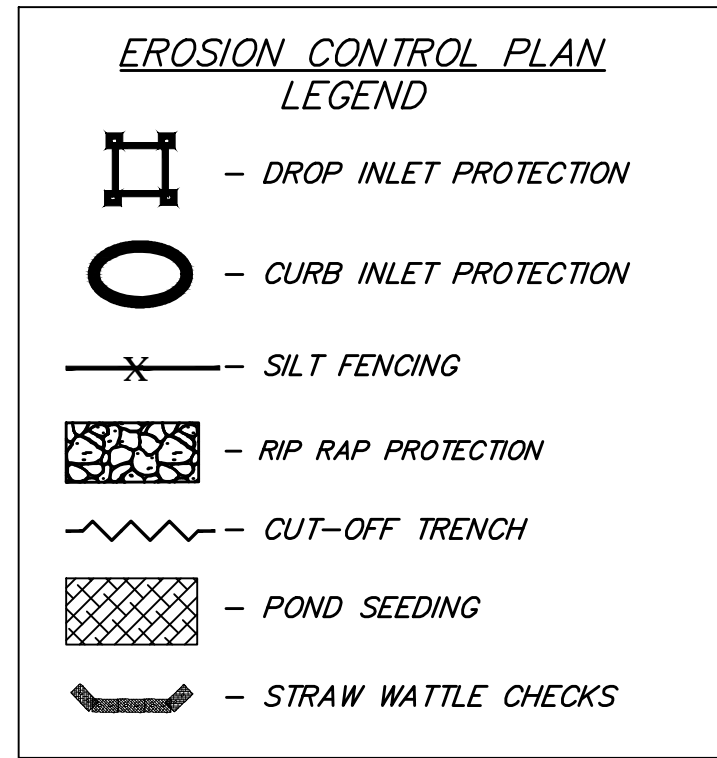 EROSION CONTROL PLAN
LEGEND
- DROP INLET PROTECTION
- CURB INLET PROTECTION
X - SILT FENCING
- RIP RAP PROTECTION
- CUT-OFF TRENCH
- POND SEEDING
- STRAW WATTLE CHECKS